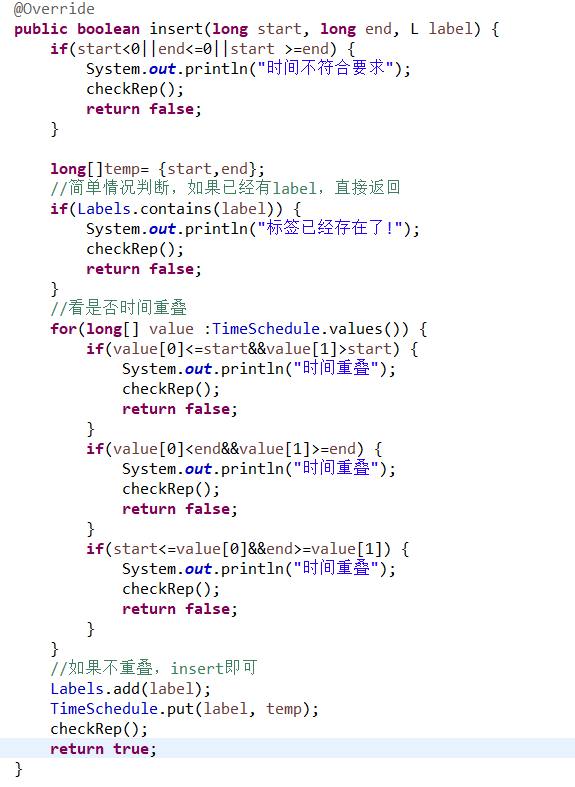 @Override
public boolean insert(long start, long end, L label) {
    if(start<0||end<=0||start >=end) {
        System.out.println("时间不符合要求");
        checkRep();
        return false;
    }

    long[]temp= {start,end};
    //简单情况判断，如果已经有label，直接返回
    if(Labels.contains(label)) {
        System.out.println("标签已经存在了!");
        checkRep();
        return false;
    }
    //看是否时间重叠
    for(long[] value :TimeSchedule.values()) {
        if(value[0]<=start&&value[1]>start) {
            System.out.println("时间重叠");
            checkRep();
            return false;
        }
        if(value[0]<end&&value[1]>=end) {
            System.out.println("时间重叠");
            checkRep();
            return false;
        }
        if(start<=value[0]&&end>=value[1]) {
            System.out.println("时间重叠");
            checkRep();
            return false;
        }
    }
    //如果不重叠，insert即可
    Labels.add(label);
    TimeSchedule.put(label, temp);
    checkRep();
    return true;
}